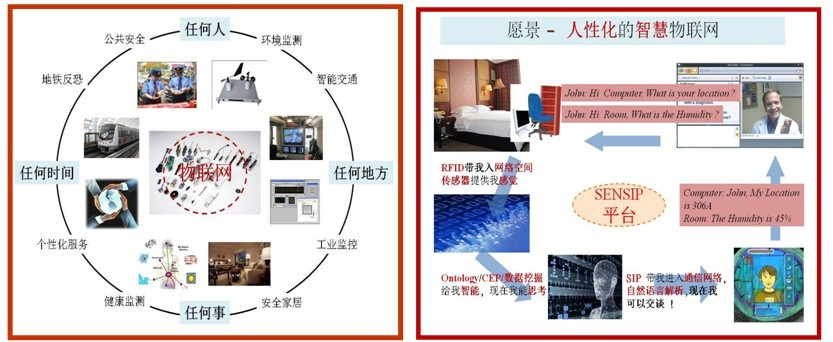 任何人
公共安全
环境监测
地铁反恐
智能交通
任何时间
物联网
任何地方
个性化服务
工业监控
健康监测
安全家居
任何事
愿景 - 人性化的智慧物联网
John: Hi Computer, What is your location ?
John: Hi Room, What is the Humidity ?
with a diagnosis
RFID带我入网络空间
传感器提供我感觉
SENSIP
平台
Computer: John, My Location
is 306A
Room: The Humidity is 45%
Ontology/CEP/数据挖掘
给我智能，现在我能思考
SIP 带我进入通信网络，
自然语言解析,现在我
可以交谈 ！